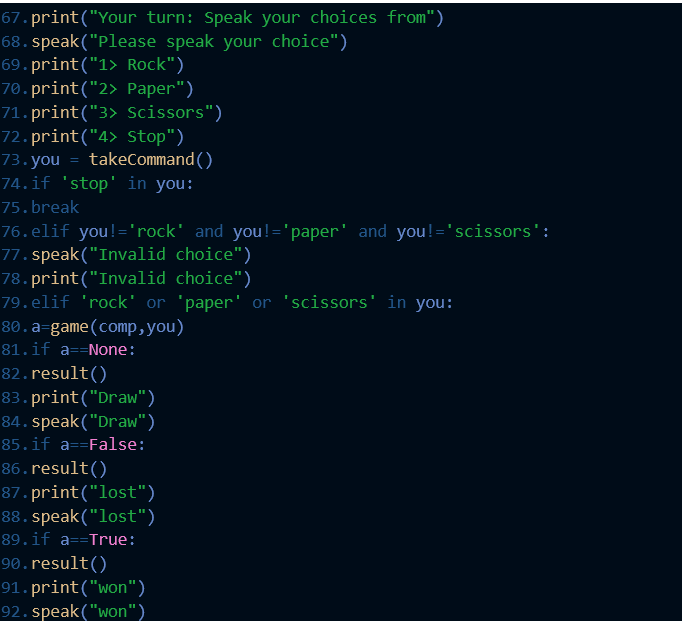 67.print("Your turn: Speak your choices from")
68.speak("Please speak your choice")
69.print("1> Rock")
70.print("2> Paper")
71.print("3> Scissors")
72.print("4> Stop")
73.you = takeCommand()
74.if 'stop' in you:
75.break
76.elif you!='rock' and you!='paper' and you!='scissors':
77.speak("Invalid choice")
78.print("Invalid choice")
79.elif 'rock' or 'paper' or 'scissors' in you:
80.a=game(comp,you)
81.if a==None:
82.result()
83.print("Draw")
84.speak("Draw")
85.if a==False:
86.result()
87.print("lost")
88.speak("lost")
89.if a==True:
90.result()
91.print("won")
92.speak("won")